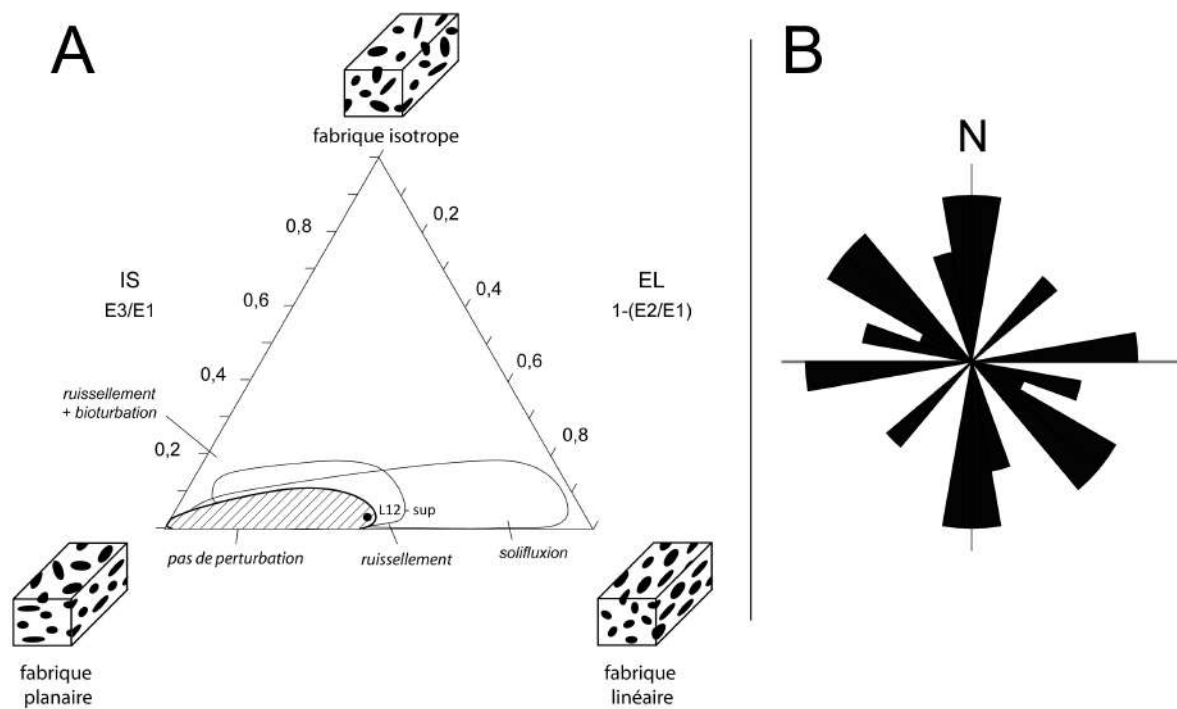 A
B
fabrique isotrope
N
0,8
0,2
IS
E3/E1
EL
1-(E2/E1)
0,6
0,4
0,4
0,6
ruissellement
+ bioturbation
0,2
0,8
L12 - sup
pas de perturbation
ruissellement
solifluxion
fabrique
planaire
fabrique
linéaire